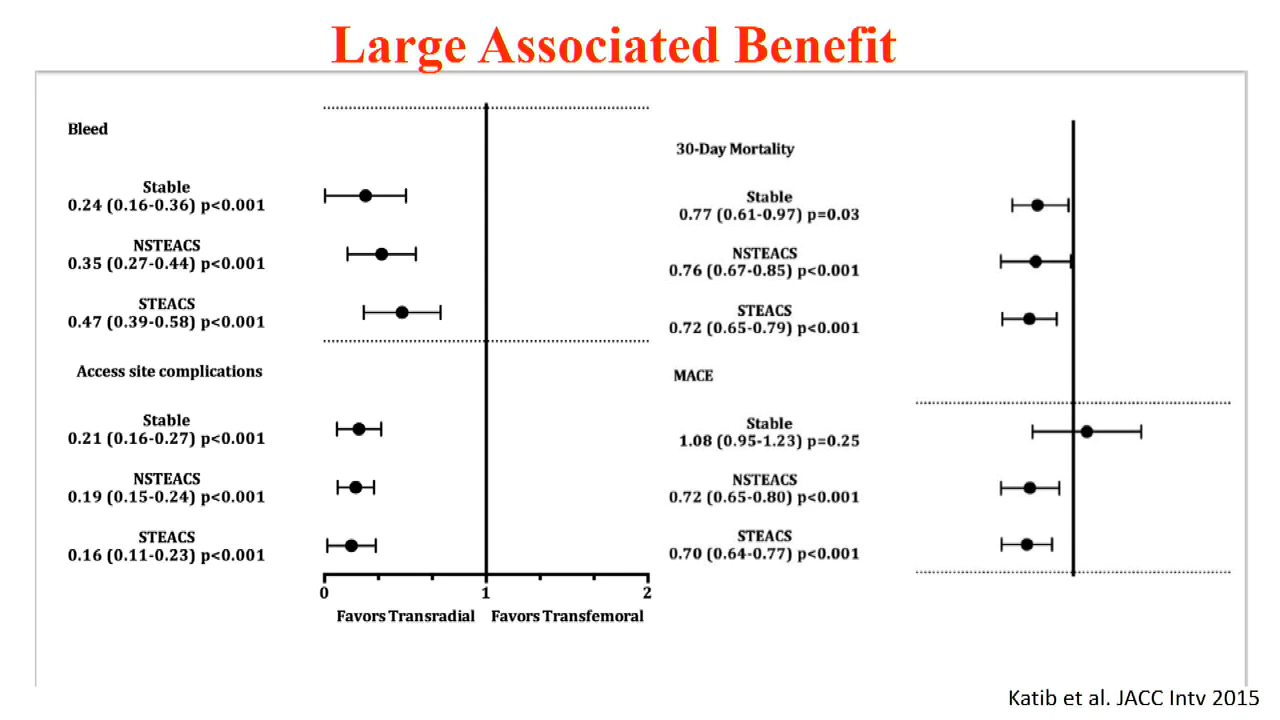 Large Associated Benefit
Bleed
Stable
0.24 (0.16-0.36) p<0.001
NSTEACS
0.35 (0.27-0.44) p<0.001
STEACS
0.47 (0.39-0.58) p<0.001
Access site complications
Stable
0.21 (0.16-0.27) p<0.001
NSTEACS
0.19 (0.15-0.24) p<0.001
STEACS
0.16 (0.11-0.23) p<0.001
0 1 2
Favors Transradial Favors Transfemoral
30-Day Mortality
Stable
0.77 (0.61-0.97) p=0.03
NSTEACS
0.76 (0.67-0.85) p<0.001
STEACS
0.72 (0.65-0.79) p<0.001
MACE
Stable
1.08 (0.95-1.23) p=0.25
NSTEACS
0.72 (0.65-0.80) p<0.001
STEACS
0.70 (0.64-0.77) p<0.001
Katib et al. JACC Intv 2015